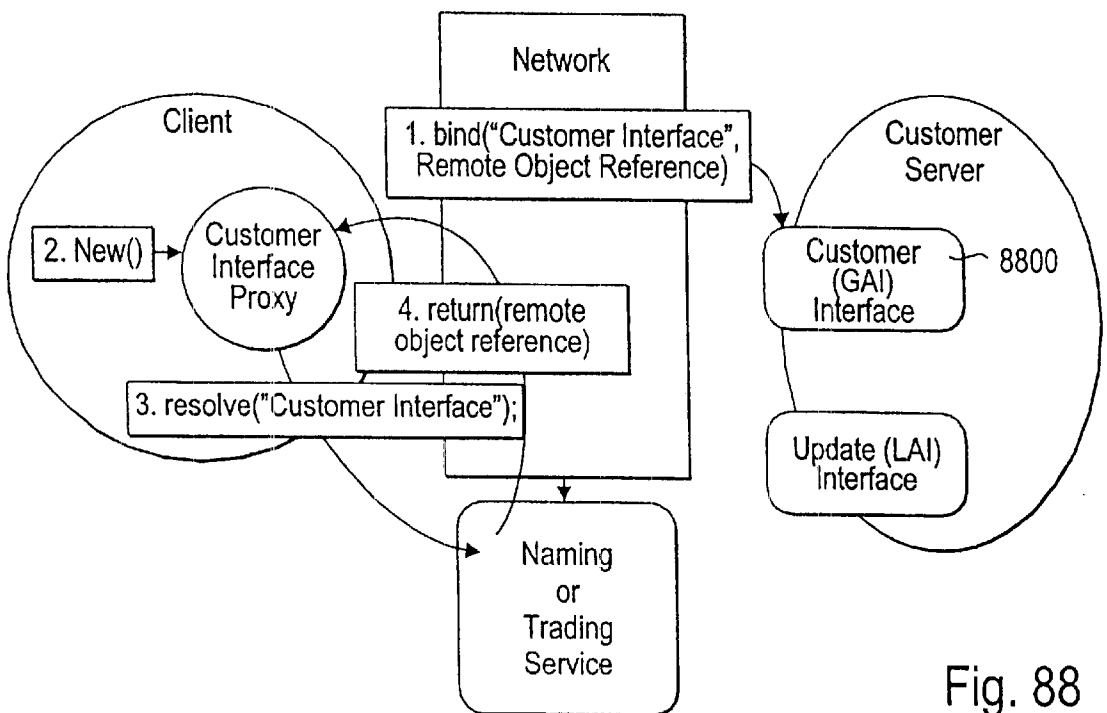 Network
Client
1. bind("Customer Interface",
Remote Object Reference)
Customer
Server
2. New()
Customer
Interface
Proxy
Customer
(GAI)
Interface
8800
4. return(remote
object reference)
3. resolve("Customer Interface");
Update (LAI)
Interface
Naming
or
Trading
Service
Fig. 88